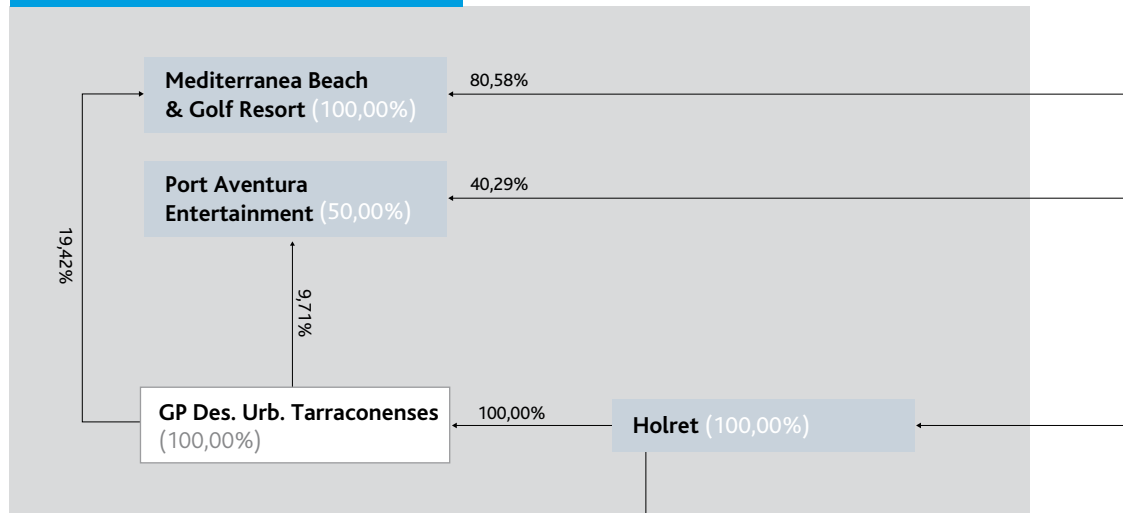 Mediterranea Beach
& Golf Resort (100,00%)
80,58%
Port Aventura
Entertainment (50,00%)
40,29%
19,42%
9,71%
GP Des. Urb. Tarraconenses
(100,00%)
100,00%
Holret (100,00%)